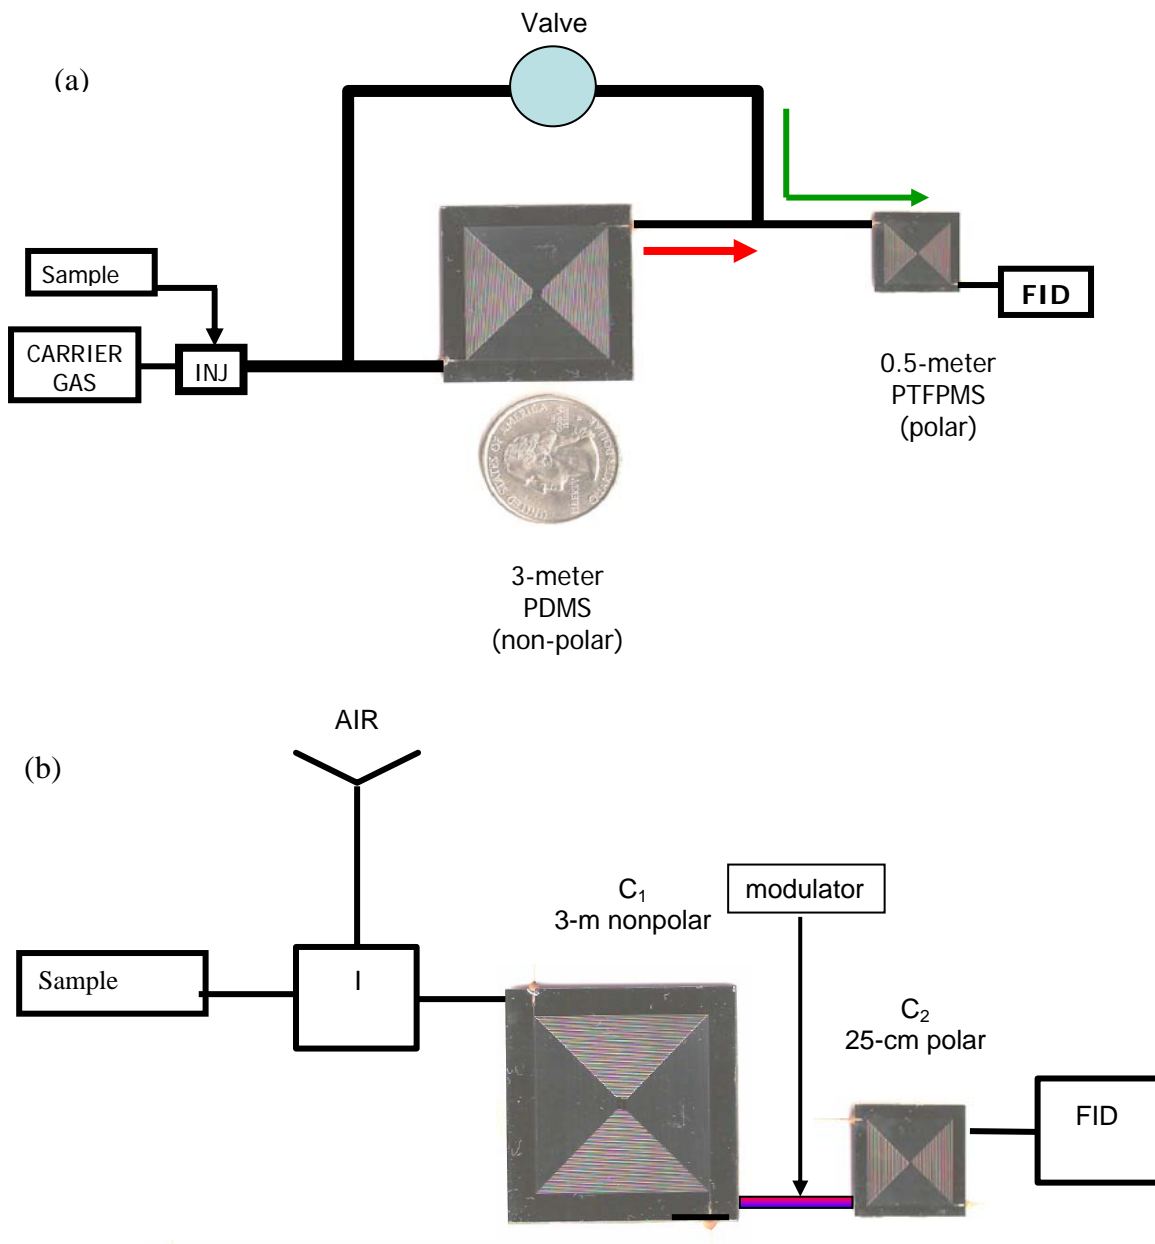 Valve
(a)
Sample
CARRIER
GAS
INJ
FID
0.5-meter
PTFPMS
(polar)
3-meter
PDMS
(non-polar)
AIR
(b)
C₁
3-m nonpolar
modulator
Sample
I
C₂
25-cm polar
FID